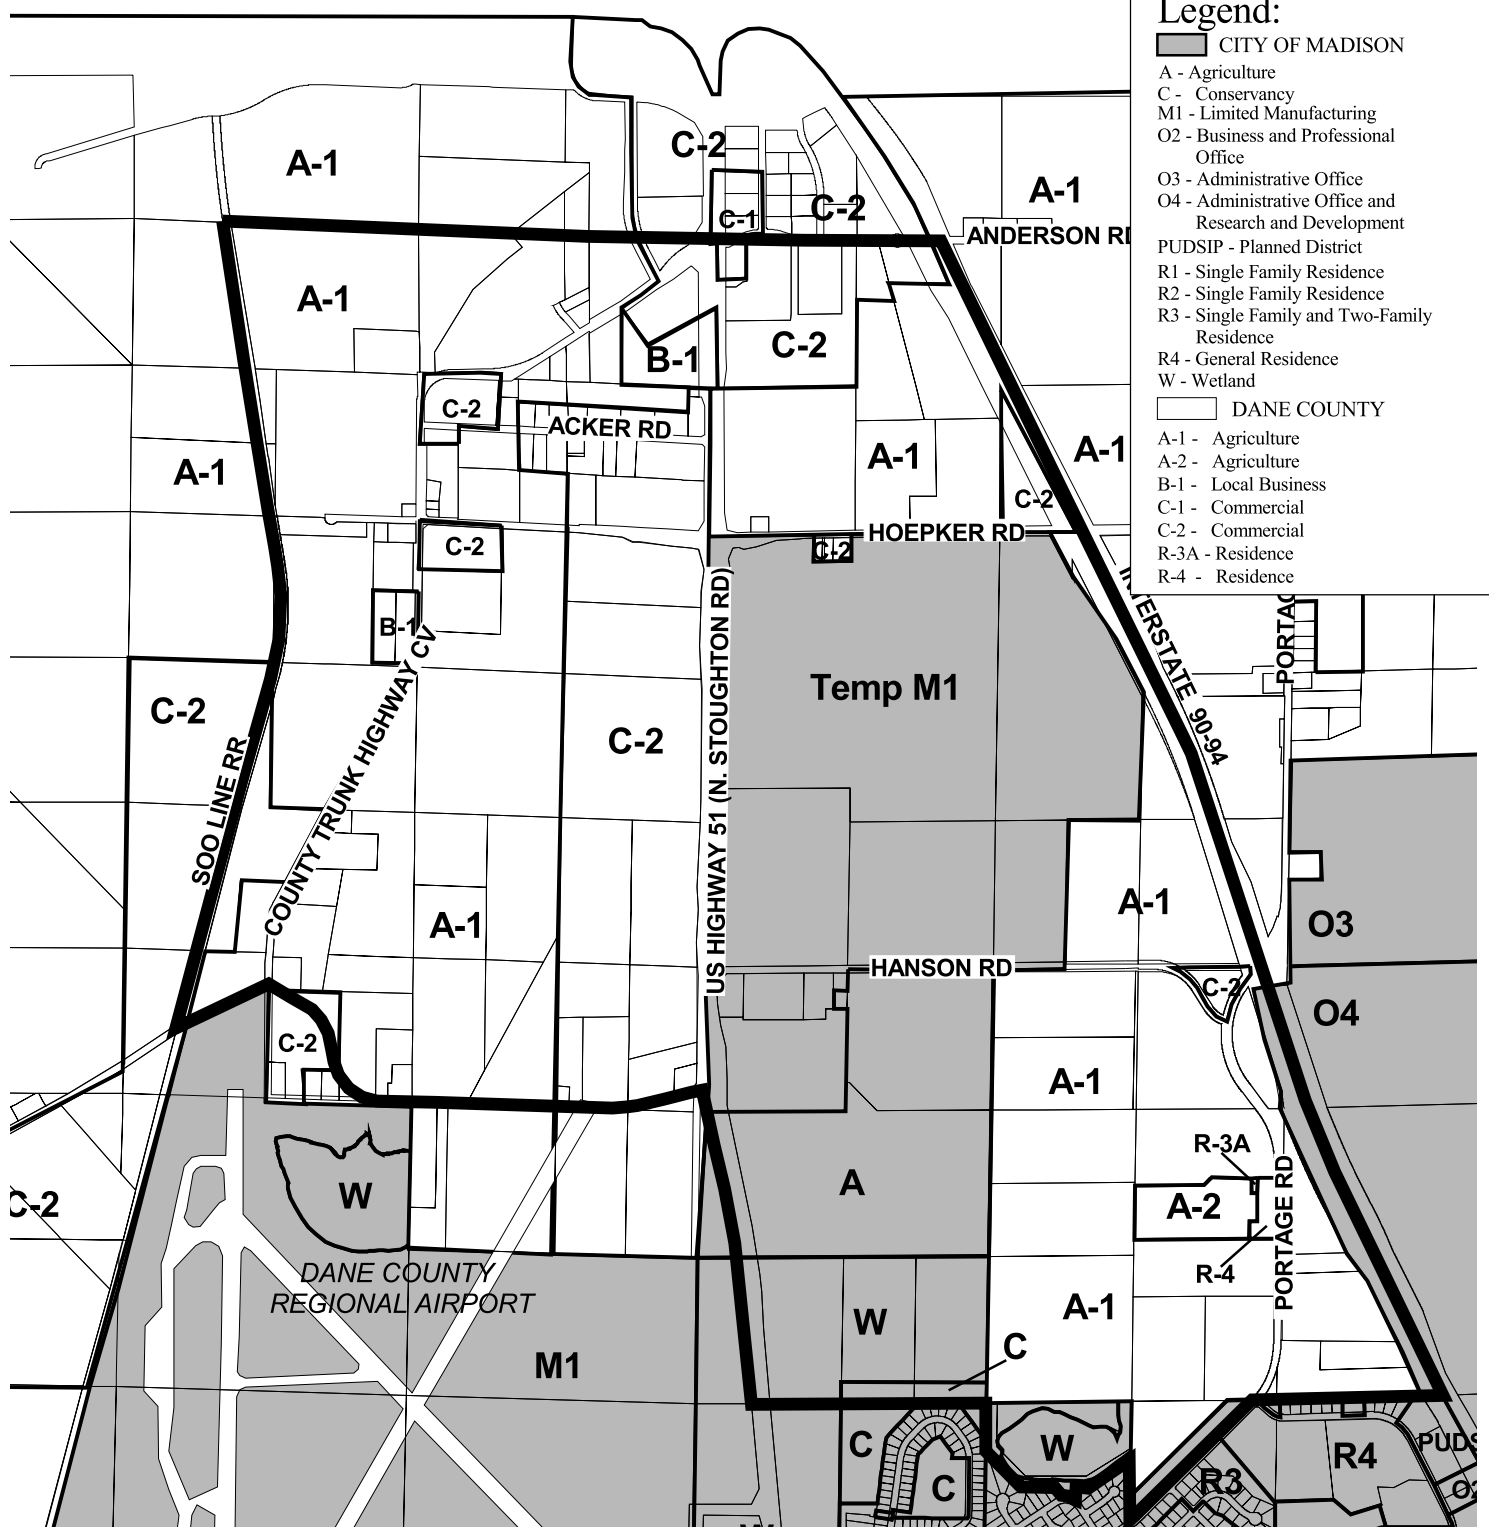 Legend:
CITY OF MADISON
A - Agriculture
C - Conservancy
M1 - Limited Manufacturing
O2 - Business and Professional
Office
O3 - Administrative Office
O4 - Administrative Office and
Research and Development
PUDSIP - Planned District
R1 - Single Family Residence
R2 - Single Family Residence
R3 - Single Family and Two-Family
Residence
R4 - General Residence
W - Wetland
DANE COUNTY
A-1 - Agriculture
A-2 - Agriculture
B-1 - Local Business
C-1 - Commercial
C-2 - Commercial
R-3A - Residence
R-4 - Residence
C-2
A-1
A-1
C-2
C-1
ANDERSON RD
A-1
C-2
B-1
C-2
ACKER RD
A-1
A-1
A-1
C-2
HOEPKER RD
C-2
C-2
INTERSTATE 90-94
B-1
PORTAG
Temp M1
C-2
C-2
US HIGHWAY 51 (N. STOUGHTON RD)
COUNTY TRUNK HIGHWAY CV
SOO LINE RR
A-1
A-1
O3
HANSON RD
C-2
O4
C-2
A-1
R-3A
A
W
A-2
C-2
PORTAGE RD
R-4
DANE COUNTY
REGIONAL AIRPORT
A-1
W
C
M1
C
W
R4
PUDS
R3
C